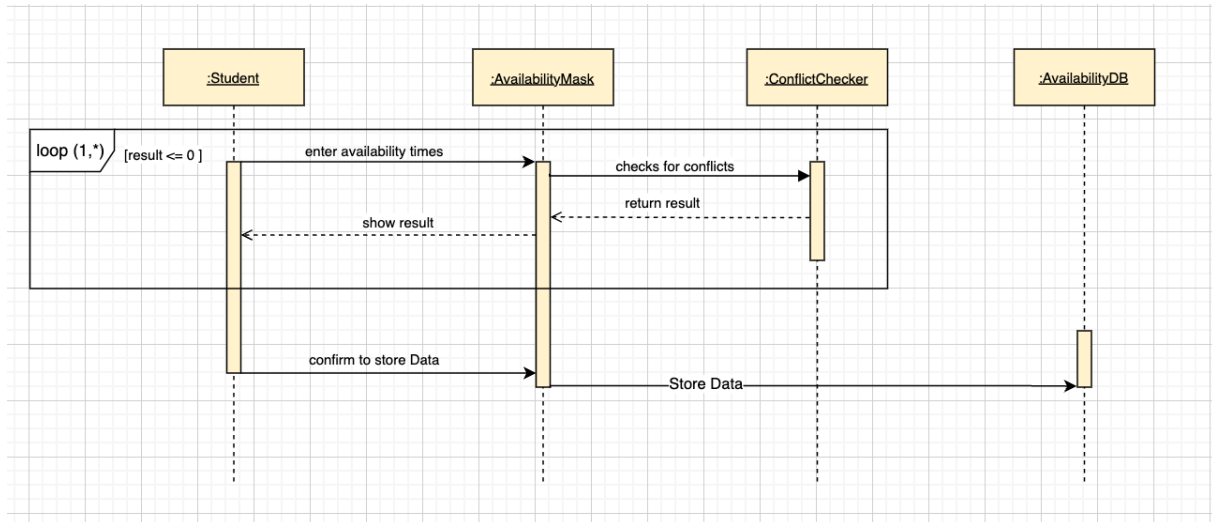 :Student
:AvailabilityMask
:ConflictChecker
:AvailabilityDB
loop (1,*)
[result <= 0 ]
enter availability times
checks for conflicts
return result
show result
confirm to store Data
Store Data